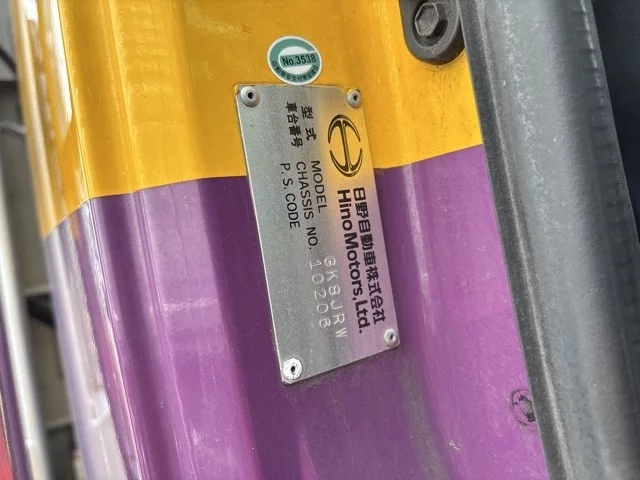 No.3538
日野自動車株式会社
Hino Motors, Ltd.
型式 MODEL GK8JRW
車台番号 CHASSIS NO. 10206
P.S.CODE